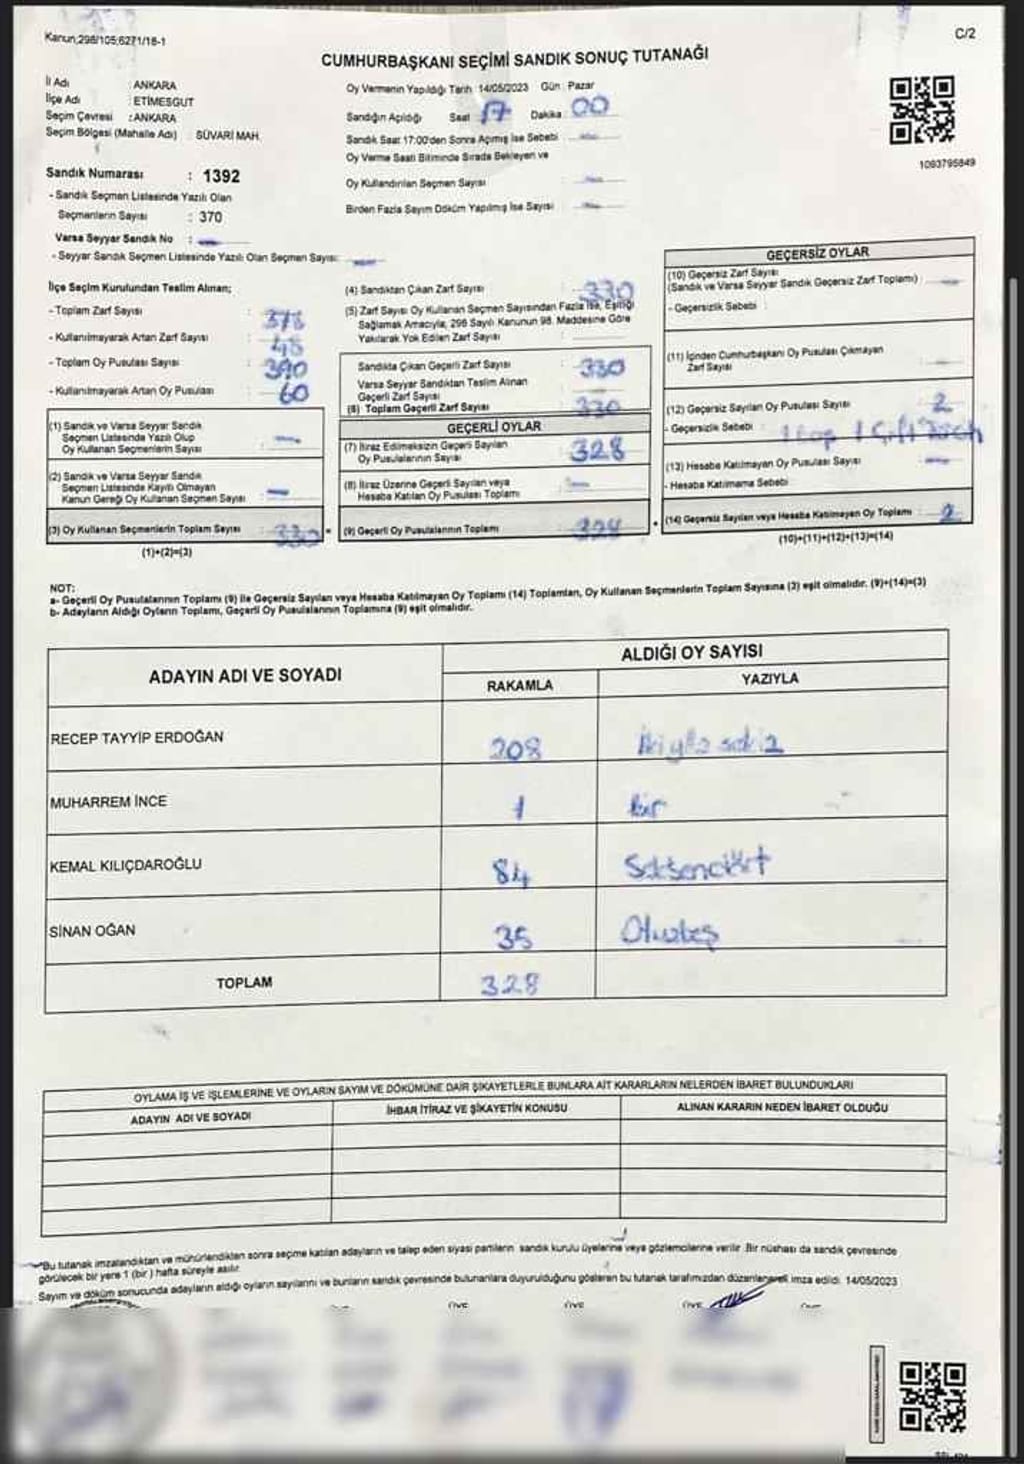 Kanun;298/105;6271/18-1
C/2
CUMHURBAŞKANI SEÇİMİ SANDIK SONUÇ TUTANAĞI
İl Adı : ANKARA
İlçe Adı : ETİMESGUT
Seçim Çevresi : ANKARA
Seçim Bölgesi (Mahalle Adı) : SÜVARİ MAH.
Oy Vermenin Yapıldığı Tarih 14/05/2023 Gün : Pazar
Sandığın Açıldığı Saat 17 Dakika : 00
Sandık Saat 17:00'den Sonra Açımış İse Sebebi
Oy Verme Saati Bitiminde Sırada Bekleyen ve
Oy Kullandırılan Seçmen Sayısı :
Birden Fazla Sayım Döküm Yapılmış İse Sayısı :
1093795849
Sandık Numarası : 1392
- Sandık Seçmen Listesinde Yazılı Olan
Seçmenlerin Sayısı : 370
Varsa Seyyar Sandık No :
- Seyyar Sandık Seçmen Listesinde Yazılı Olan Seçmen Sayısı:
İlçe Seçim Kurulundan Teslim Alınan;
- Toplam Zarf Sayısı : 378
- Kullanılmayarak Artan Zarf Sayısı : 48
- Toplam Oy Pusulası Sayısı : 390
- Kullanılmayarak Artan Oy Pusulası : 60
(1) Sandık ve Varsa Seyyar Sandık
Seçmen Listesinde Yazılı Olup
Oy Kullanan Seçmenlerin Sayısı
(2) Sandık ve Varsa Seyyar Sandık
Seçmen Listesinde Kayıtlı Olmayan
Kanun Gereği Oy Kullanan Seçmen Sayısı
(3) Oy Kullanan Seçmenlerin Toplam Sayısı : 330
(1)+(2)=(3)
(4) Sandıktan Çıkan Zarf Sayısı 330
(5) Zarf Sayısı Oy Kullanan Seçmen Sayısından Fazla İse, Eşitliği
Sağlamak Amacıyla, 298 Sayılı Kanunun 98. Maddesine Göre
Yakılarak Yok Edilen Zarf Sayısı :
Sandıkta Çıkan Geçerli Zarf Sayısı : 330
Varsa Seyyar Sandıktan Teslim Alınan
Geçerli Zarf Sayısı
(6) Toplam Geçerli Zarf Sayısı 330
GEÇERLİ OYLAR
(7) İtiraz Edilmeksizin Geçerli Sayılan
Oy Pusulalarının Sayısı 328
(8) İtiraz Üzerine Geçerli Sayılan veya
Hesaba Katılan Oy Pusulası Toplamı
(9) Geçerli Oy Pusulalarının Toplamı 328
GEÇERSİZ OYLAR
(10) Geçersiz Zarf Sayısı
(Sandık ve Varsa Seyyar Sandık Geçersiz Zarf Toplamı) :
- Geçersizlik Sebebi :
(11) İçinden Cumhurbaşkanı Oy Pusulası Çıkmayan
Zarf Sayısı
(12) Geçersiz Sayılan Oy Pusulası Sayısı : 2
- Geçersizlik Sebebi :
(13) Hesaba Katılmayan Oy Pusulası Sayısı :
- Hesaba Katılmama Sebebi
(14) Geçersiz Sayılan veya Hesaba Katılmayan Oy Toplamı : 2
(10)+(11)+(12)+(13)=(14)
NOT:
a- Geçerli Oy Pusulalarının Toplamı (9) ile Geçersiz Sayılan veya Hesaba Katılmayan Oy Toplamı (14) Toplamları, Oy Kullanan Seçmenlerin Toplam Sayısına (3) eşit olmalıdır. (9)+(14)=(3)
b- Adayların Aldığı Oyların Toplamı, Geçerli Oy Pusulalarının Toplamına (9) eşit olmalıdır.
ADAYIN ADI VE SOYADI
ALDIĞI OY SAYISI
RAKAMLA YAZIYLA
RECEP TAYYİP ERDOĞAN 208 İkiyüz sekiz
MUHARREM İNCE 1 bir
KEMAL KILIÇDAROĞLU 84 Seksendört
SİNAN OĞAN 35 Otuzbeş
TOPLAM 328
OYLAMA İŞ VE İŞLEMLERİNE VE OYLARIN SAYIM VE DÖKÜMÜNE DAİR ŞİKAYETLERLE BUNLARA AİT KARARLARIN NELERDEN İBARET BULUNDUKLARI
ADAYIN ADI VE SOYADI İHBAR İTİRAZ VE ŞİKAYETİN KONUSU ALINAN KARARIN NEDEN İBARET OLDUĞU
*Bu tutanak imzalandıktan ve mühürlendikten sonra seçime katılan adayların ve talep eden siyasi partilerin sandık kurulu üyelerine veya gözlemcilerine verilir. Bir nüshası da sandık çevresinde
görülecek bir yere 1 (bir) hafta süreyle asılır.
Sayım ve döküm sonucunda adayların aldığı oyların sayılarını ve bunların sandık çevresinde bulunanlara duyurulduğunu gösteren bu tutanak tarafımızdan düzenlenerek imza edildi. 14/05/2023
ÜYE ÜYE ÜYE